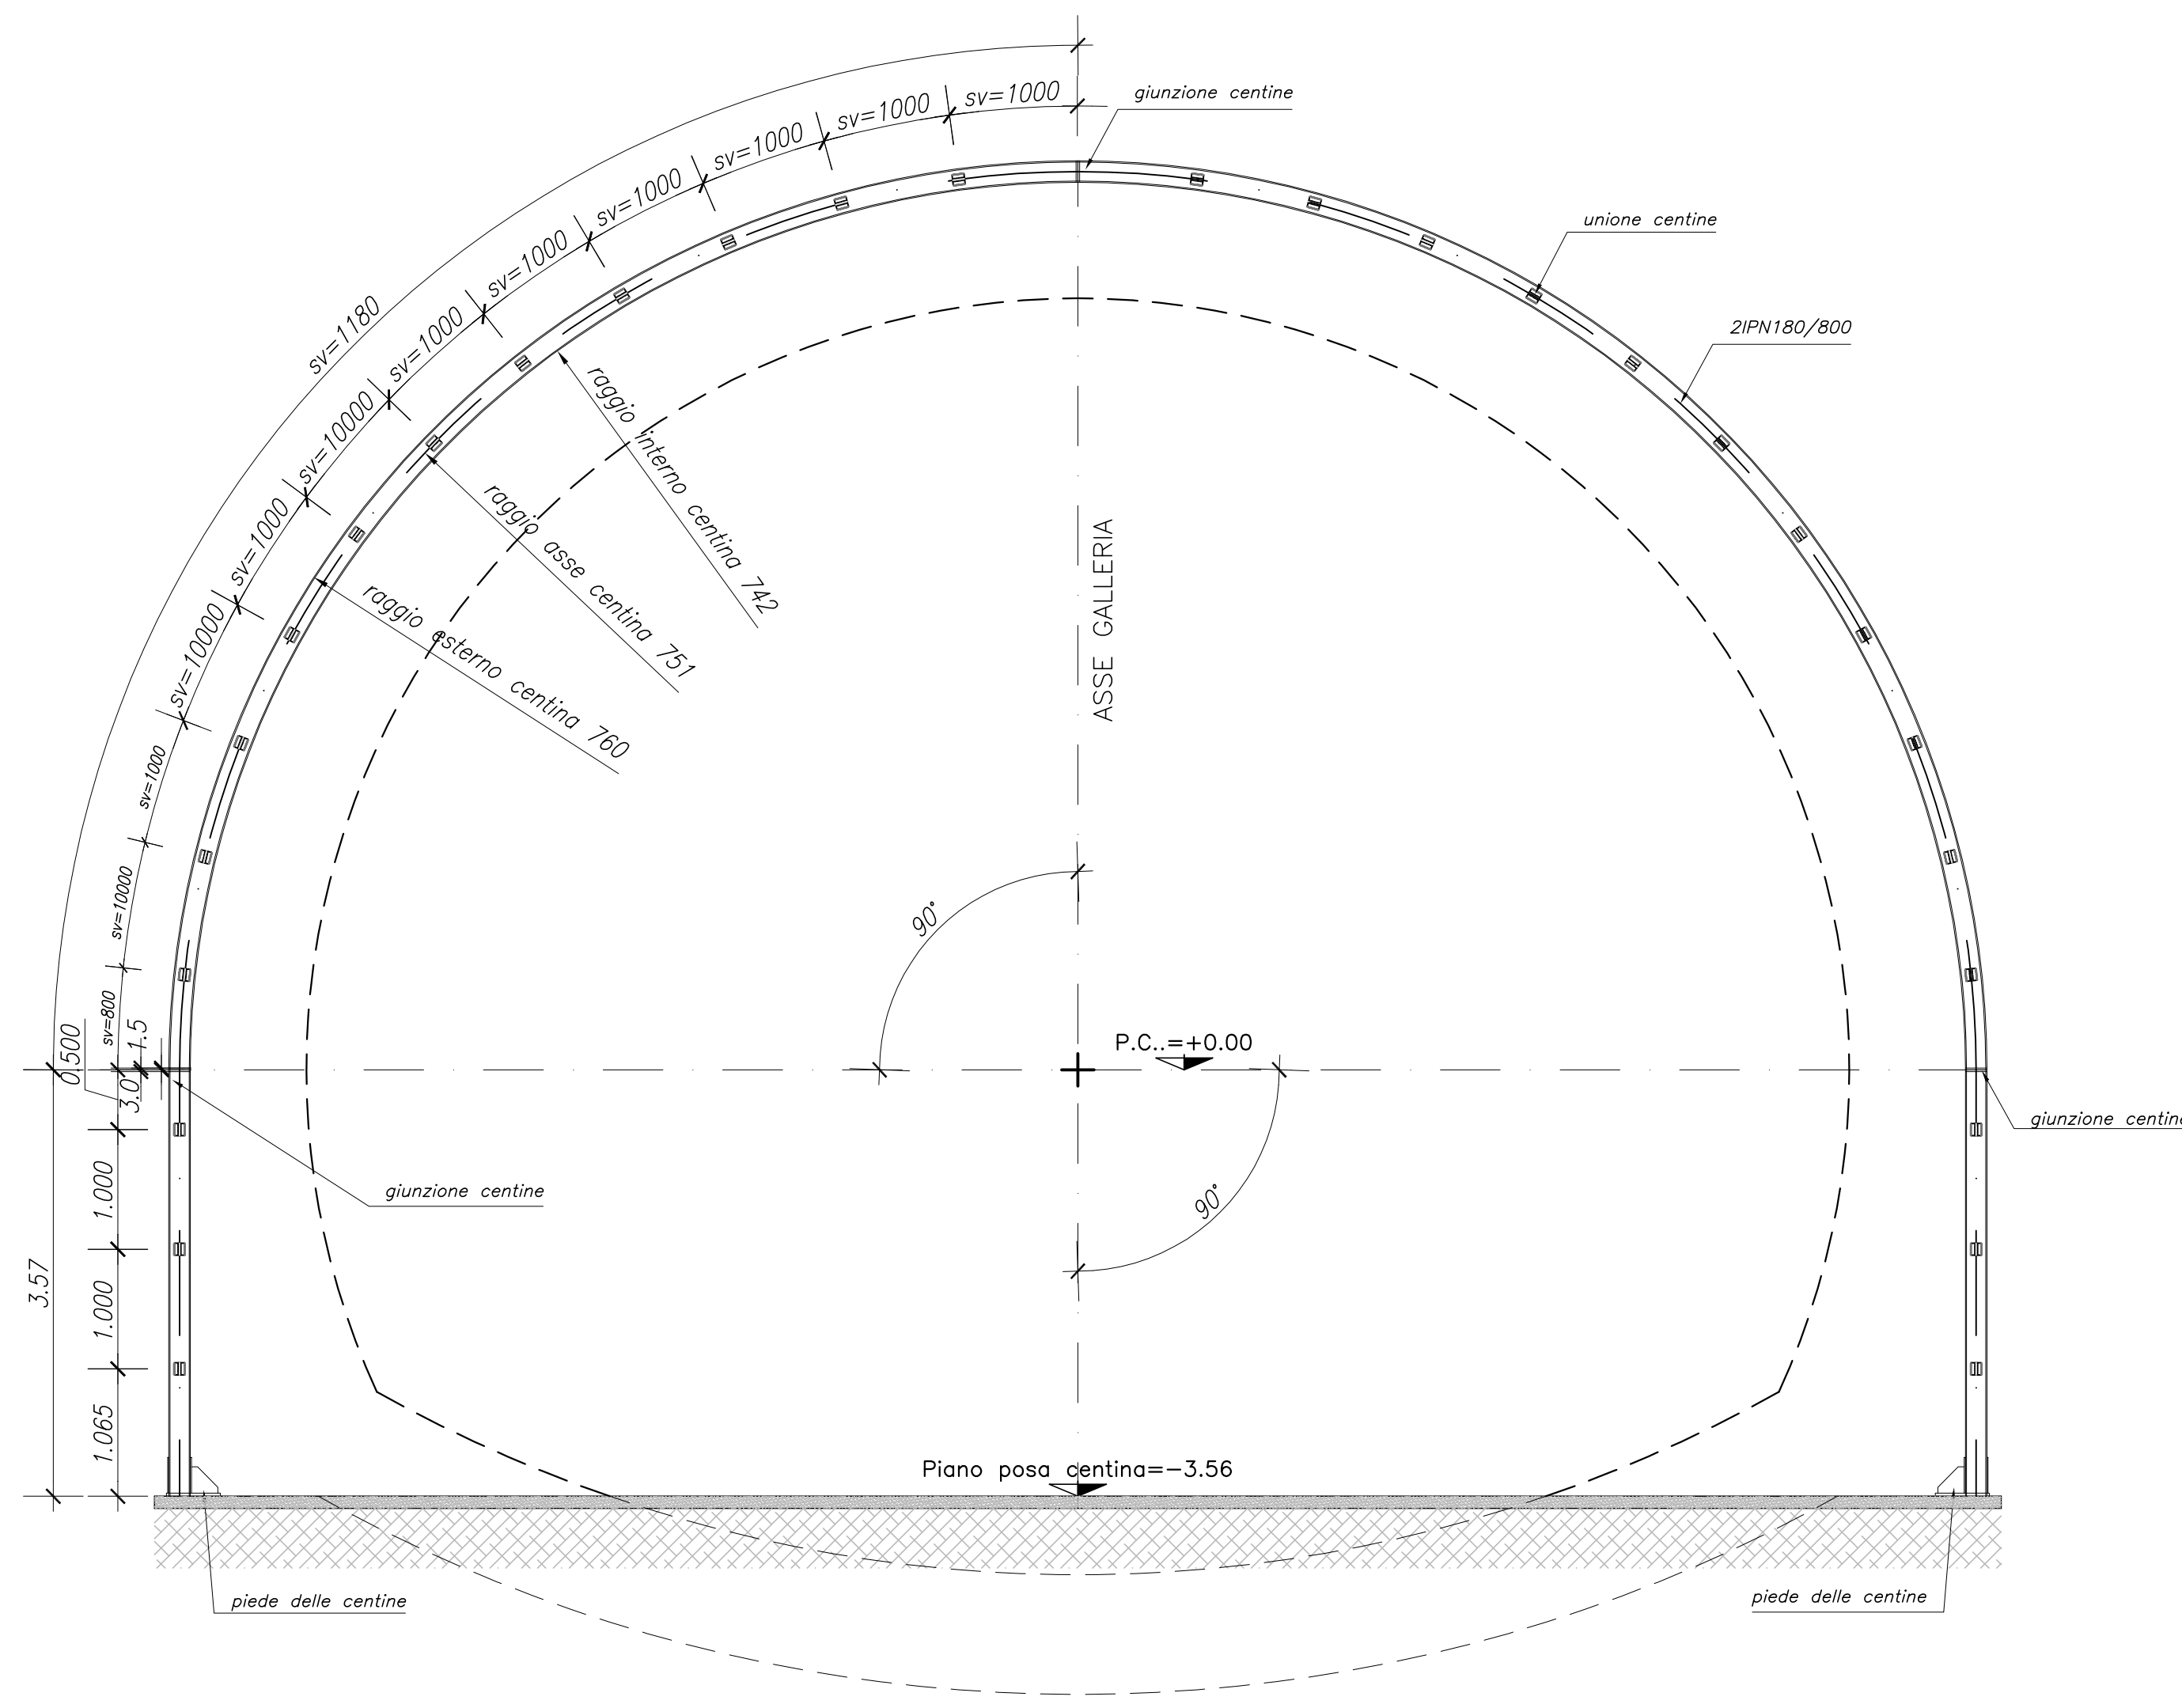 sv=1180
sv=1000
sv=1000
sv=1000
sv=1000
sv=1000
sv=1000
sv=10000
sv=1000
sv=10000
sv=1000
sv=10000
sv=800
giunzione centine
unione centine
2IPN180/800
raggio interno centina 742
raggio asse centina 751
raggio esterno centina 760
ASSE GALLERIA
90°
P.C..=+0.00
0.500
1.5
3.0
giunzione centine
giunzione centine
90°
1.000
3.57
1.000
1.065
Piano posa centina=−3.56
piede delle centine
piede delle centine